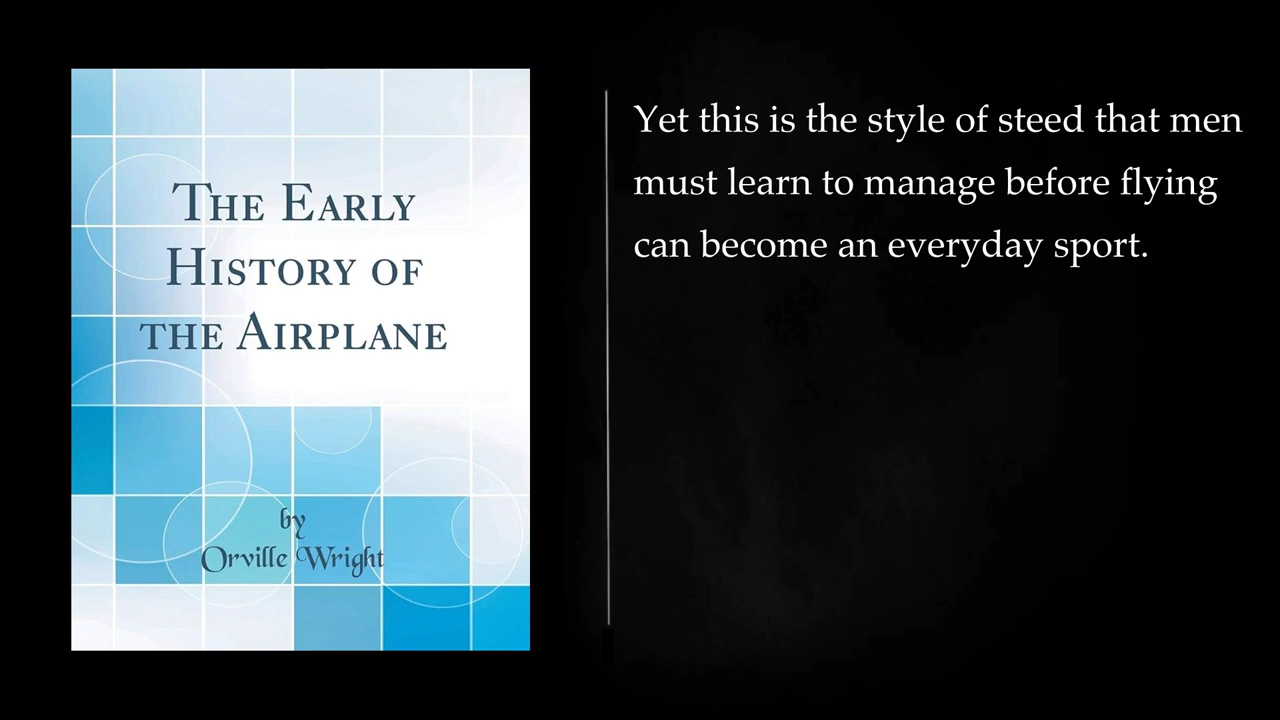 The Early
History of
the Airplane
by
Orville Wright
Yet this is the style of steed that men
must learn to manage before flying
can become an everyday sport.